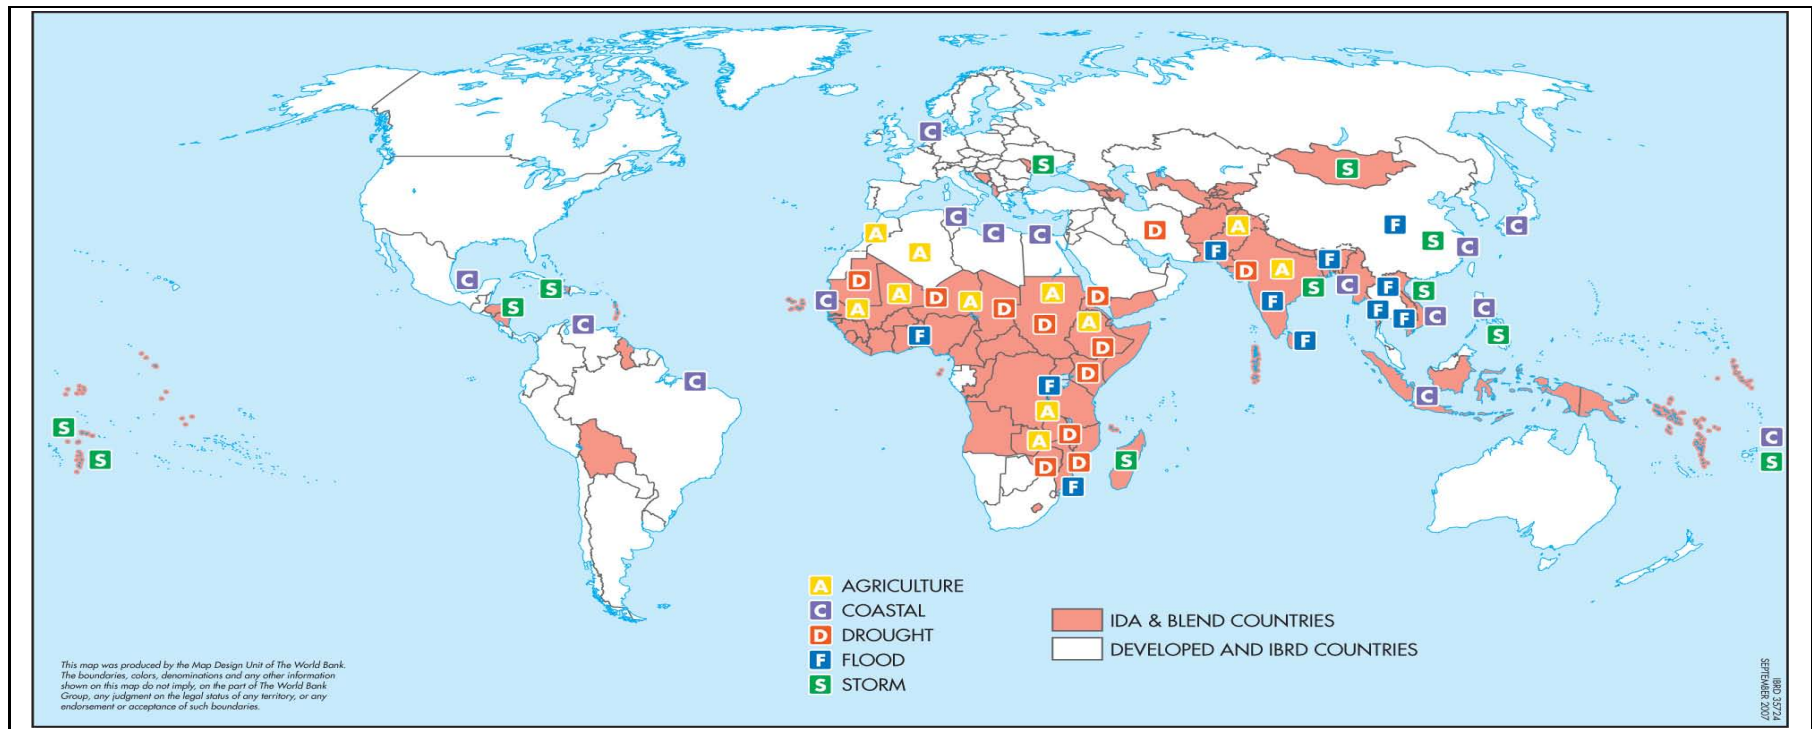 C
S
C
S
S
C
C
S
D
F
C
F
S
C
C
C
C
A
A
D
A
A
F
D
F
F
C
D
A
S
F
F
S
D
C
A
A
D
A
D
A
D
F
C
S
F
F
C
D
A
F
F
D
D
C
S
C
F
A
S
A
D
S
D
D
S
C
S
F
A AGRICULTURE
C COASTAL
D DROUGHT
F FLOOD
S STORM
IDA & BLEND COUNTRIES
DEVELOPED AND IBRD COUNTRIES
This map was produced by the Map Design Unit of The World Bank.
The boundaries, colors, denominations and any other information
shown on this map do not imply, on the part of The World Bank
Group, any judgment on the legal status of any territory, or any
endorsement or acceptance of such boundaries.
IBRD 35724
SEPTEMBER 2007